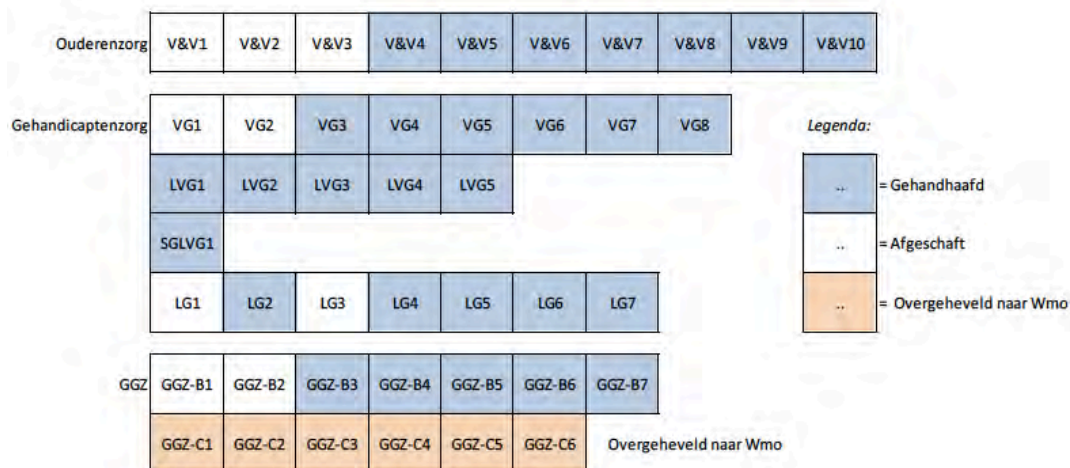 Ouderenzorg V&V1 V&V2 V&V3 V&V4 V&V5 V&V6 V&V7 V&V8 V&V9 V&V10
Gehandicaptenzorg VG1 VG2 VG3 VG4 VG5 VG6 VG7 VG8 Legenda:
LVG1 LVG2 LVG3 LVG4 LVG5 .. = Gehandhaafd
SGLVG1 .. = Afgeschaft
LG1 LG2 LG3 LG4 LG5 LG6 LG7 .. = Overgeheveld naar Wmo
GGZ GGZ-B1 GGZ-B2 GGZ-B3 GGZ-B4 GGZ-B5 GGZ-B6 GGZ-B7
GGZ-C1 GGZ-C2 GGZ-C3 GGZ-C4 GGZ-C5 GGZ-C6 Overgeheveld naar Wmo